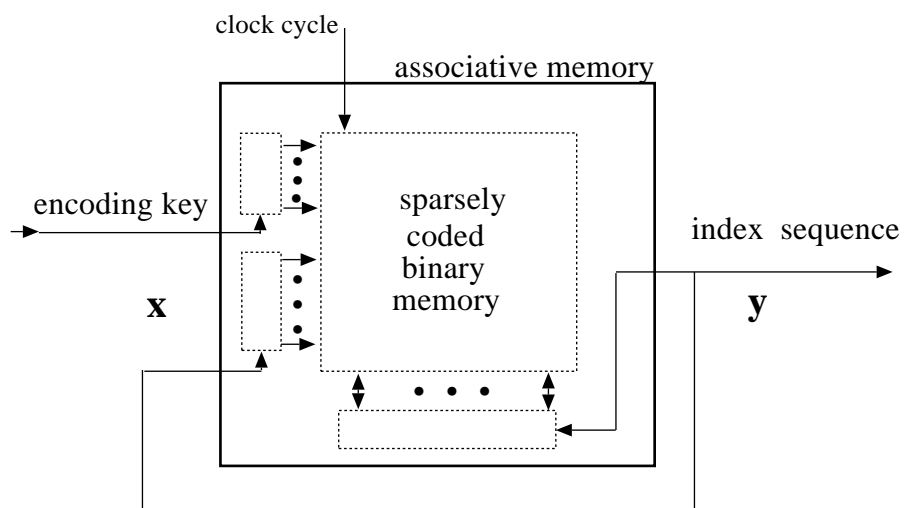 clock cycle
associative memory
encoding key
sparsely
coded
binary
memory
index sequence
x
y